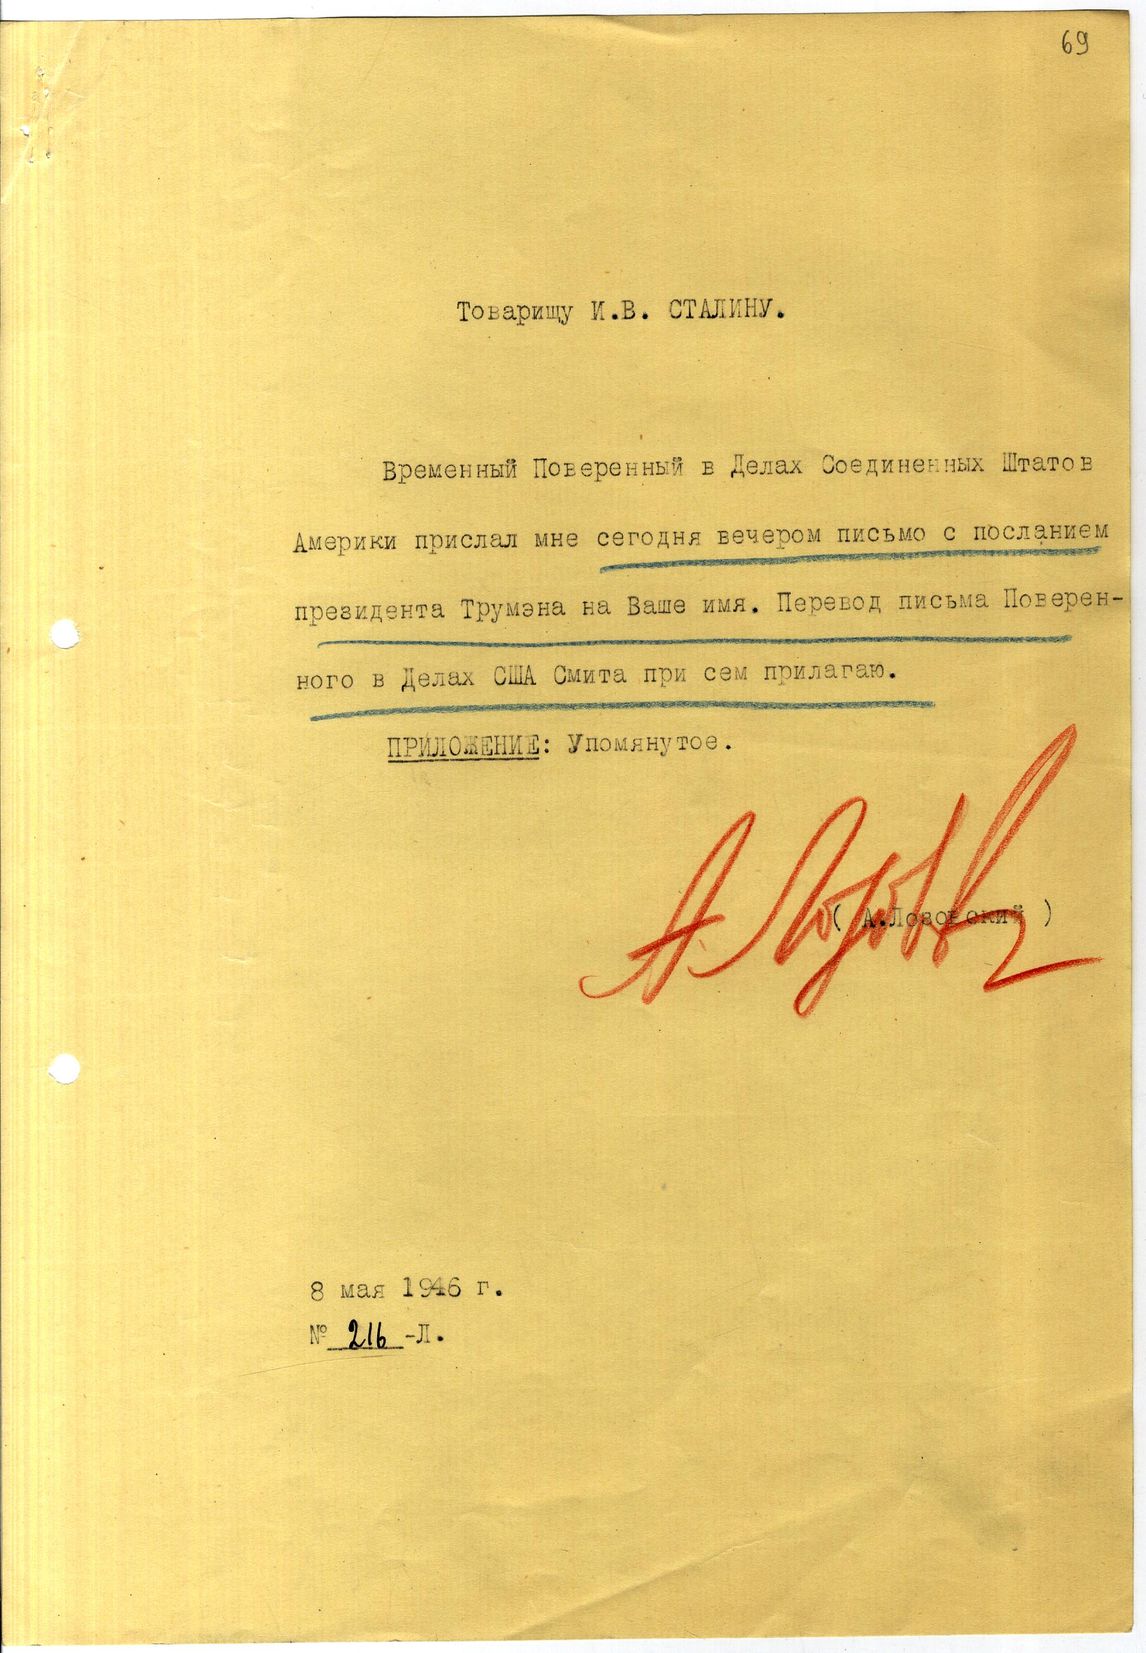 69
Товарищу И.В. СТАЛИНУ.
Временный Поверенный в Делах Соединенных Штатов
Америки прислал мне сегодня вечером письмо с посланием
президента Трумэна на Ваше имя. Перевод письма Поверен-
ного в Делах США Смита при сем прилагаю.
ПРИЛОЖЕНИЕ: Упомянутое.
А. Лозовский
( А.Лозовский )
8 мая 1946 г.
№ 216 -Л.